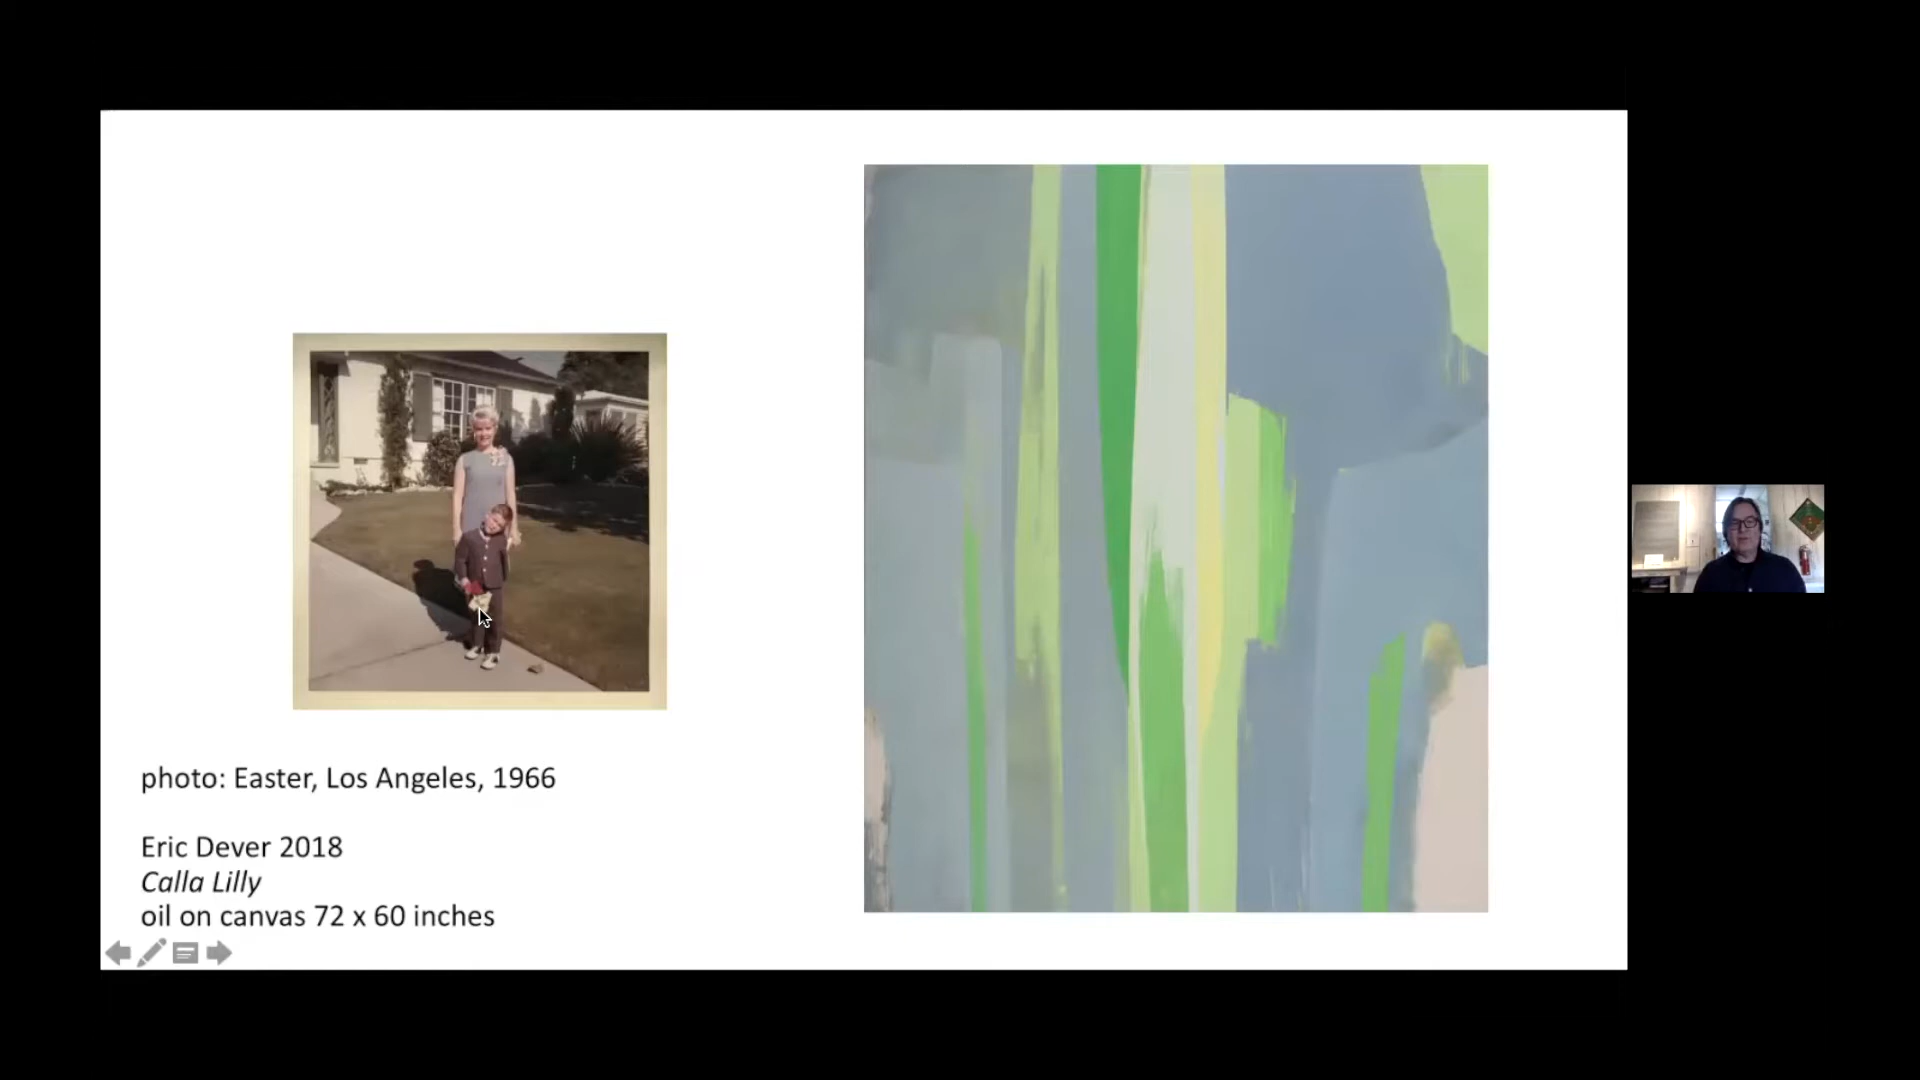 photo: Easter, Los Angeles, 1966
Eric Dever 2018
Calla Lilly
oil on canvas 72 x 60 inches